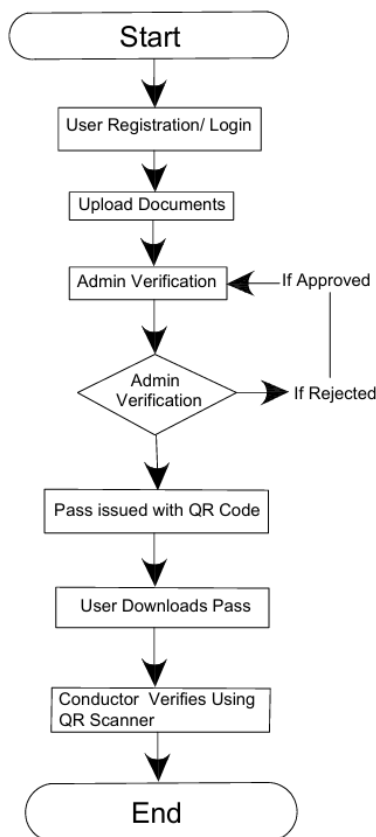 Start
User Registration/ Login
Upload Documents
Admin Verification
If Approved
Admin
Verification
If Rejected
Pass issued with QR Code
User Downloads Pass
Conductor Verifies Using
QR Scanner
End